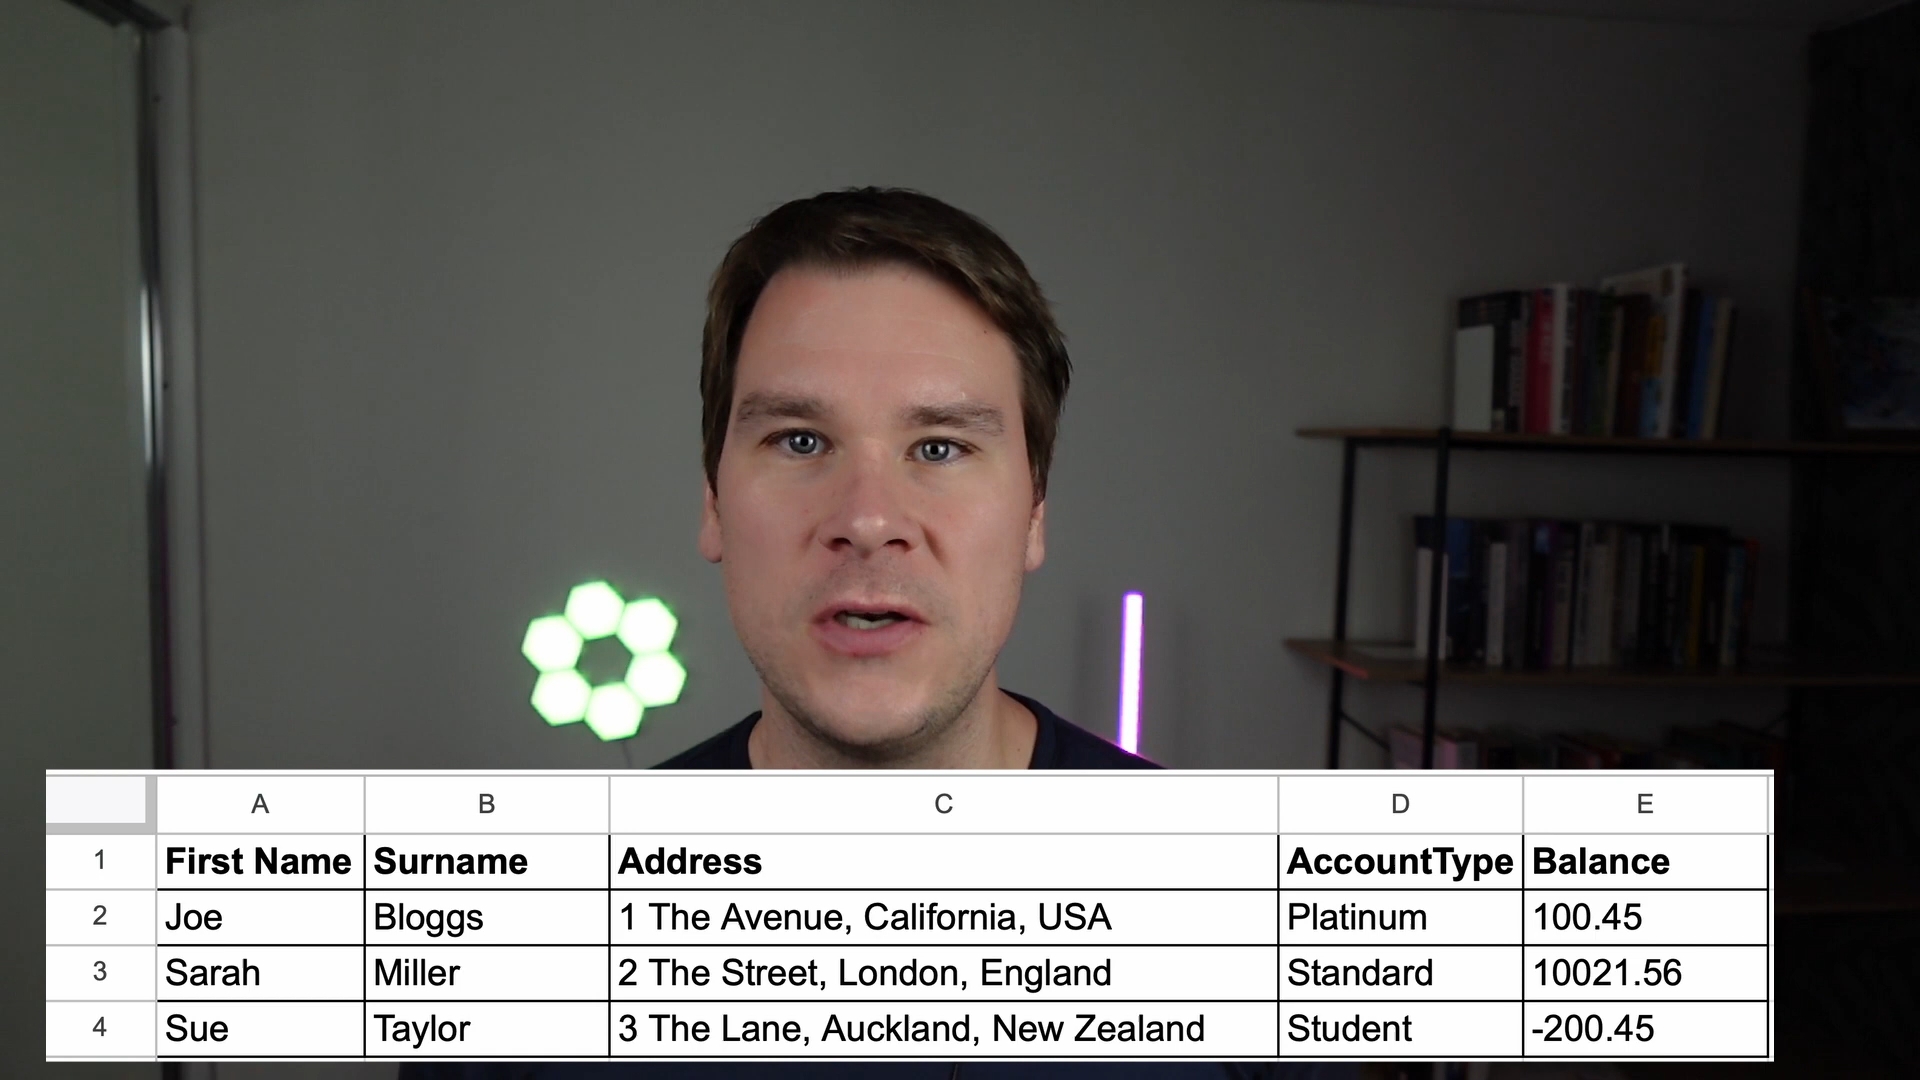 A B C D E
1 First Name Surname Address AccountType Balance
2 Joe Bloggs 1 The Avenue, California, USA Platinum 100.45
3 Sarah Miller 2 The Street, London, England Standard 10021.56
4 Sue Taylor 3 The Lane, Auckland, New Zealand Student -200.45